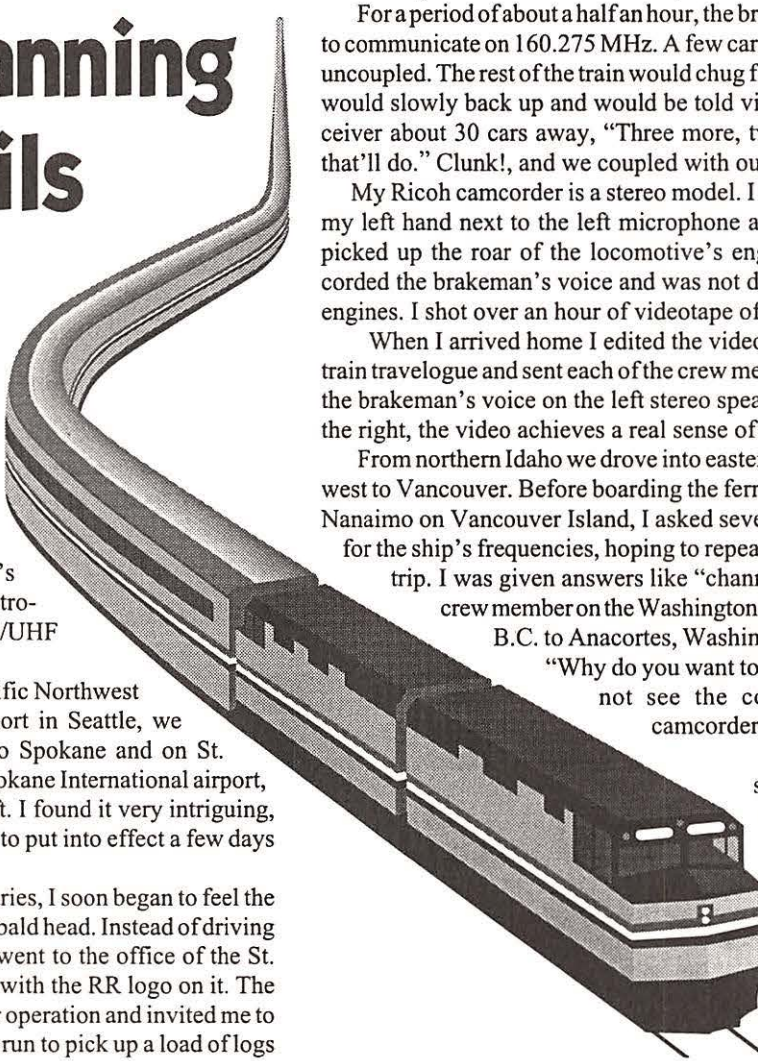 anning
ils
's
tro-
/UHF
fic Northwest
ort in Seattle, we
o Spokane and on St.
okane International airport,
t. I found it very intriguing,
to put into effect a few days
ries, I soon began to feel the
bald head. Instead of driving
went to the office of the St.
with the RR logo on it. The
r operation and invited me to
run to pick up a load of logs
For a period of about a half an hour, the br
to communicate on 160.275 MHz. A few car
uncoupled. The rest of the train would chug f
would slowly back up and would be told vi
ceiver about 30 cars away, “Three more, tv
that'll do.” Clunk!, and we coupled with ou
My Ricoh camcorder is a stereo model. I
my left hand next to the left microphone a
picked up the roar of the locomotive's eng
corded the brakeman's voice and was not d
engines. I shot over an hour of videotape of
When I arrived home I edited the video
train travelogue and sent each of the crew me
the brakeman's voice on the left stereo spea
the right, the video achieves a real sense of
From northern Idaho we drove into easte
west to Vancouver. Before boarding the ferr
Nanaimo on Vancouver Island, I asked seve
for the ship's frequencies, hoping to repea
trip. I was given answers like “chann
crew member on the Washington
B.C. to Anacortes, Washin
“Why do you want to
not see the co
camcorder
s